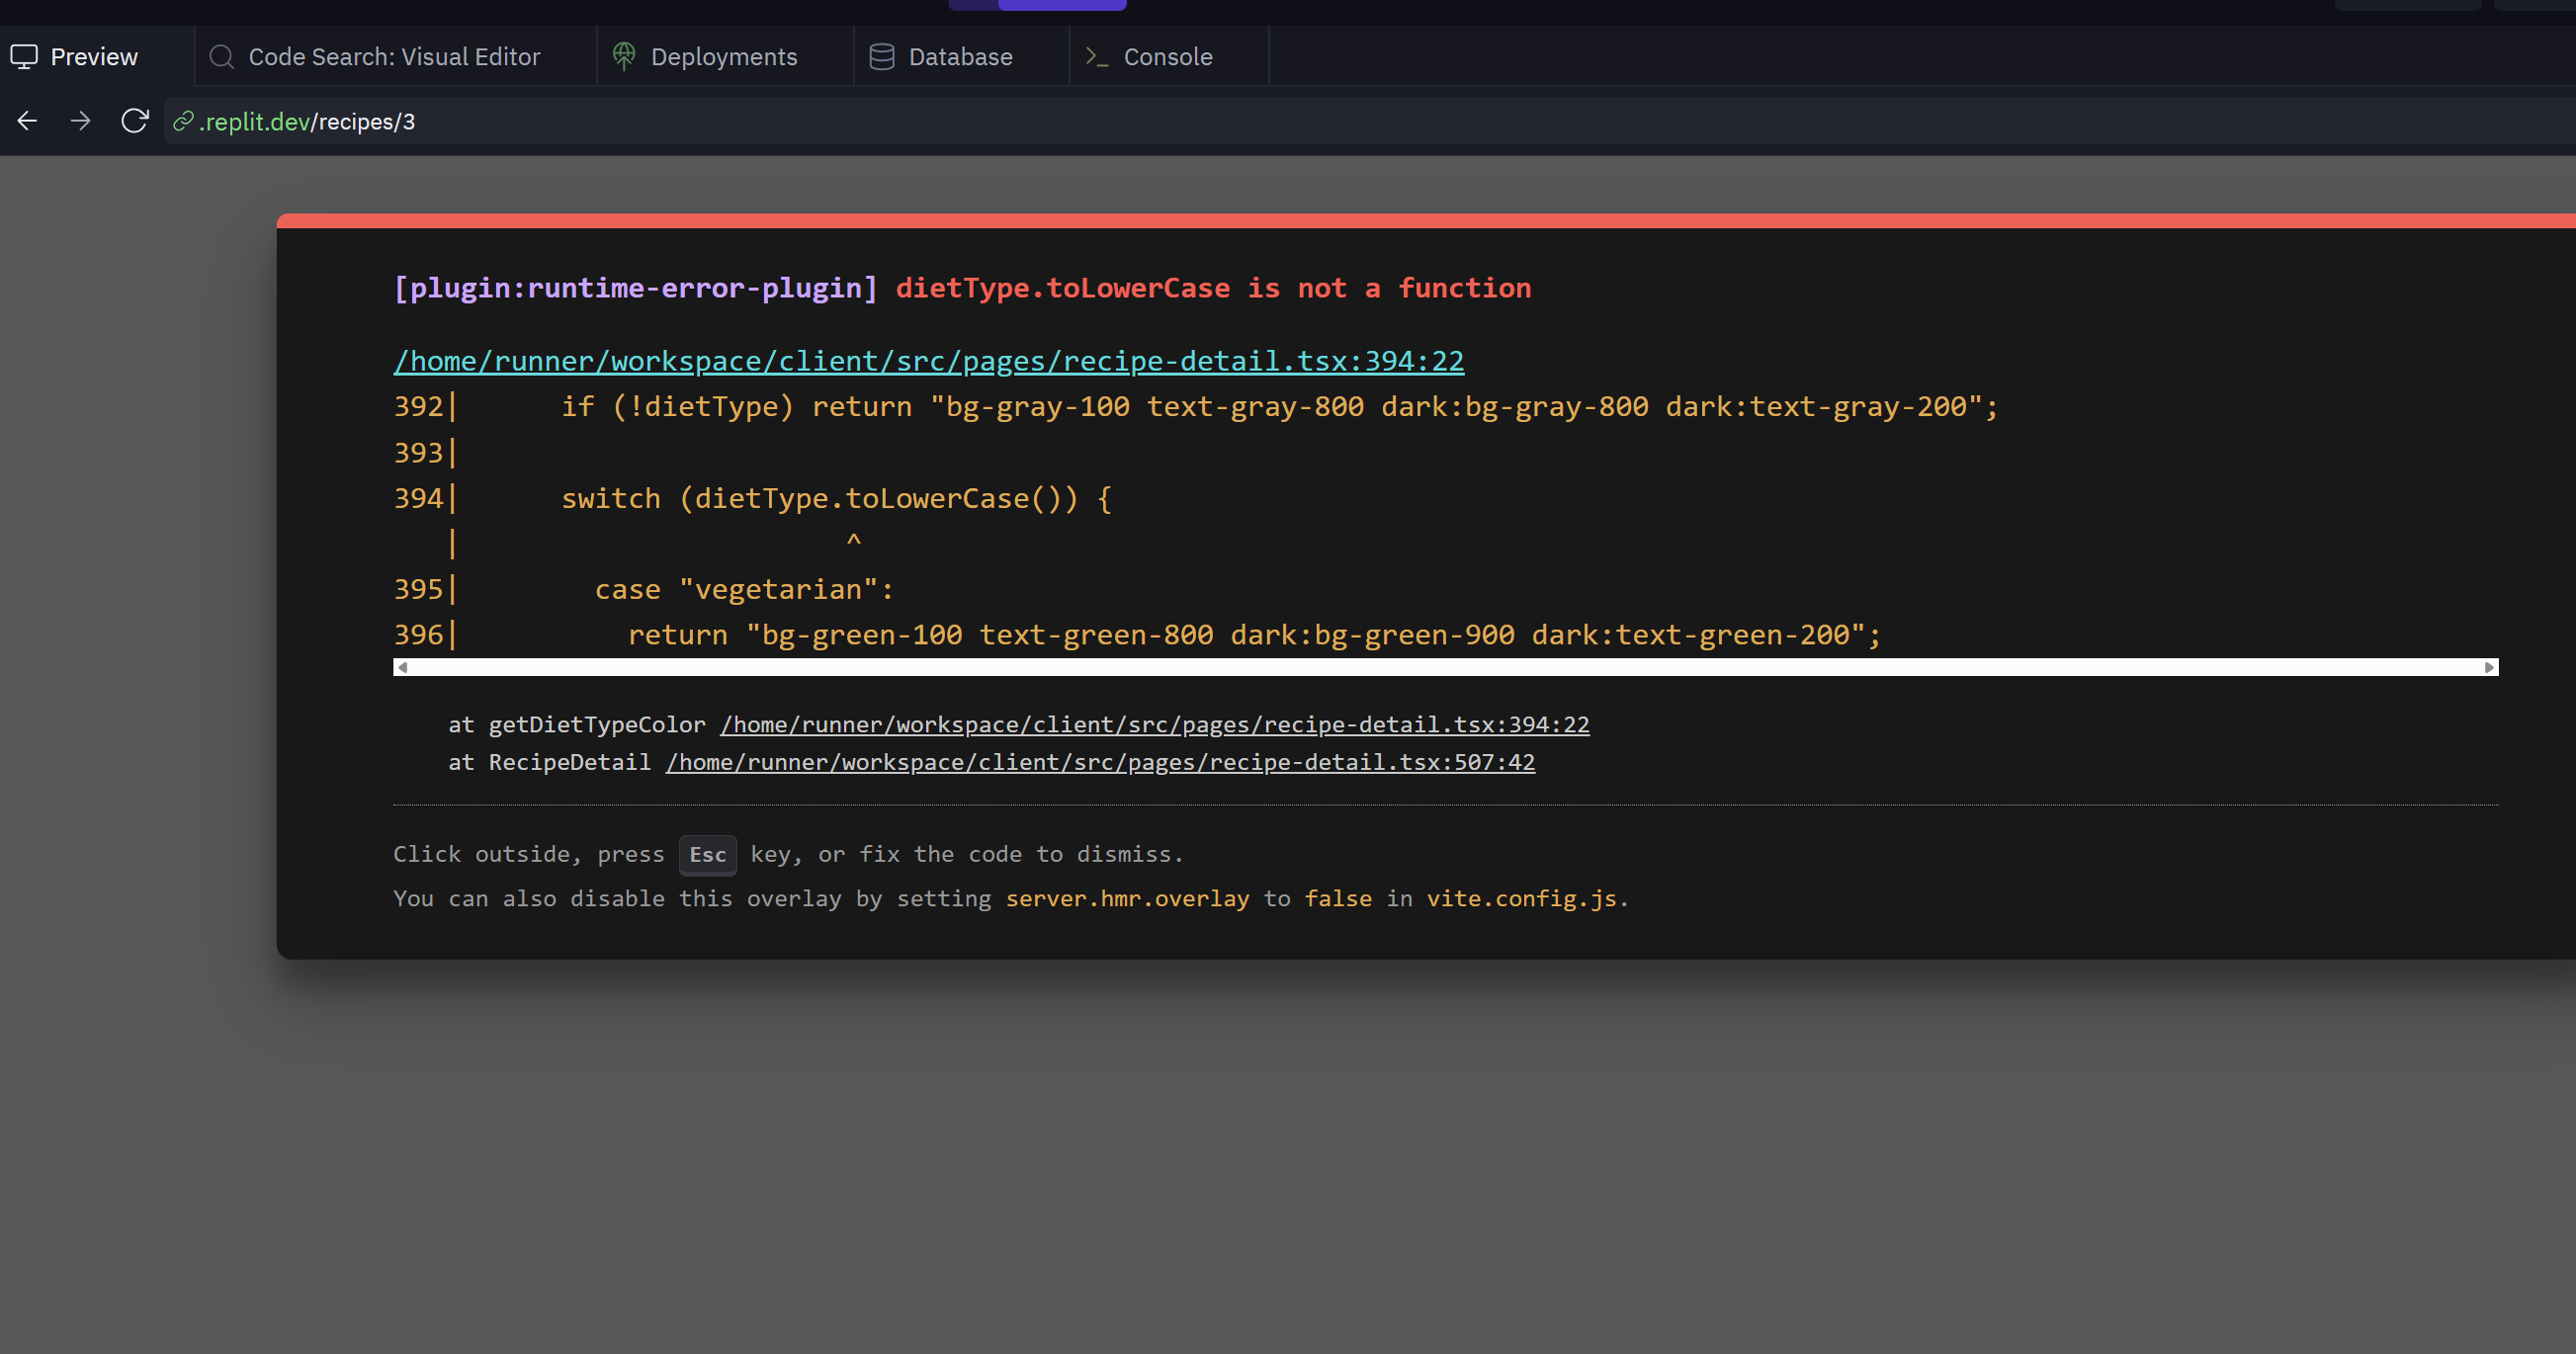 Preview Code Search: Visual Editor Deployments Database Console
.replit.dev/recipes/3
[plugin:runtime-error-plugin] dietType.toLowerCase is not a function
/home/runner/workspace/client/src/pages/recipe-detail.tsx:394:22
392|      if (!dietType) return "bg-gray-100 text-gray-800 dark:bg-gray-800 dark:text-gray-200";
393|
394|      switch (dietType.toLowerCase()) {
   |                       ^
395|        case "vegetarian":
396|          return "bg-green-100 text-green-800 dark:bg-green-900 dark:text-green-200";
at getDietTypeColor /home/runner/workspace/client/src/pages/recipe-detail.tsx:394:22
at RecipeDetail /home/runner/workspace/client/src/pages/recipe-detail.tsx:507:42
Click outside, press Esc key, or fix the code to dismiss.
You can also disable this overlay by setting server.hmr.overlay to false in vite.config.js.